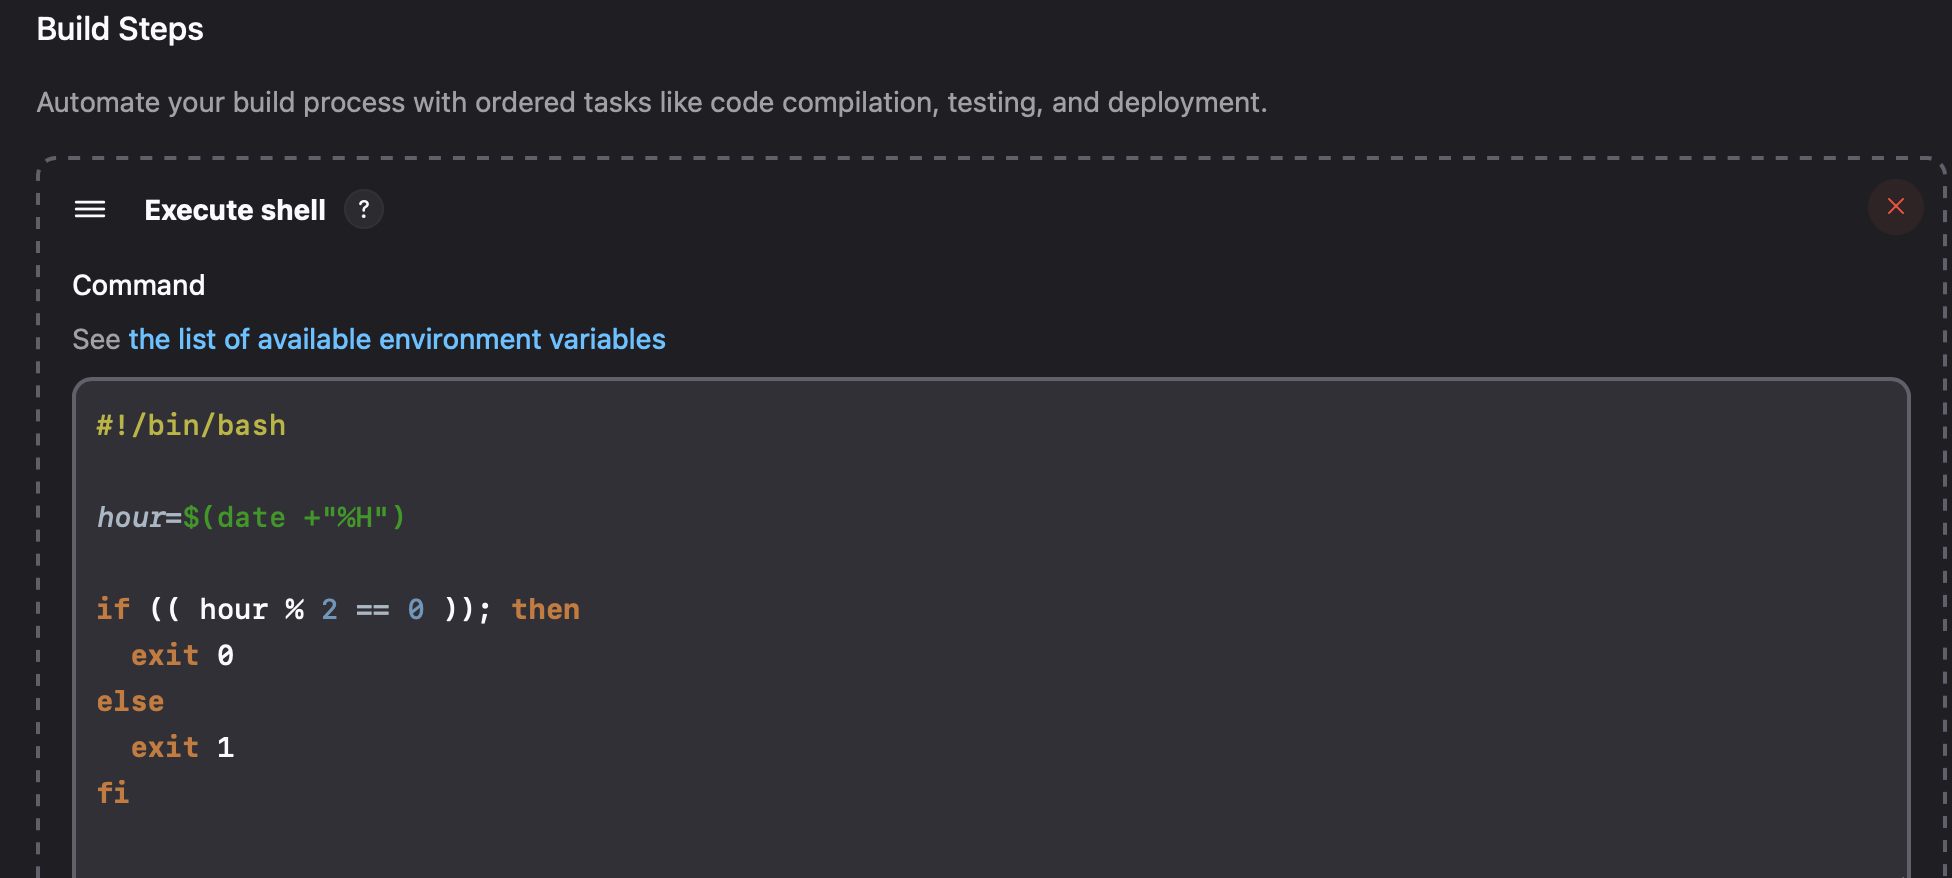 Build Steps
Automate your build process with ordered tasks like code compilation, testing, and deployment.
Execute shell ?
Command
See the list of available environment variables
#!/bin/bash
hour=$(date +"%H")
if (( hour % 2 == 0 )); then
  exit 0
else
  exit 1
fi